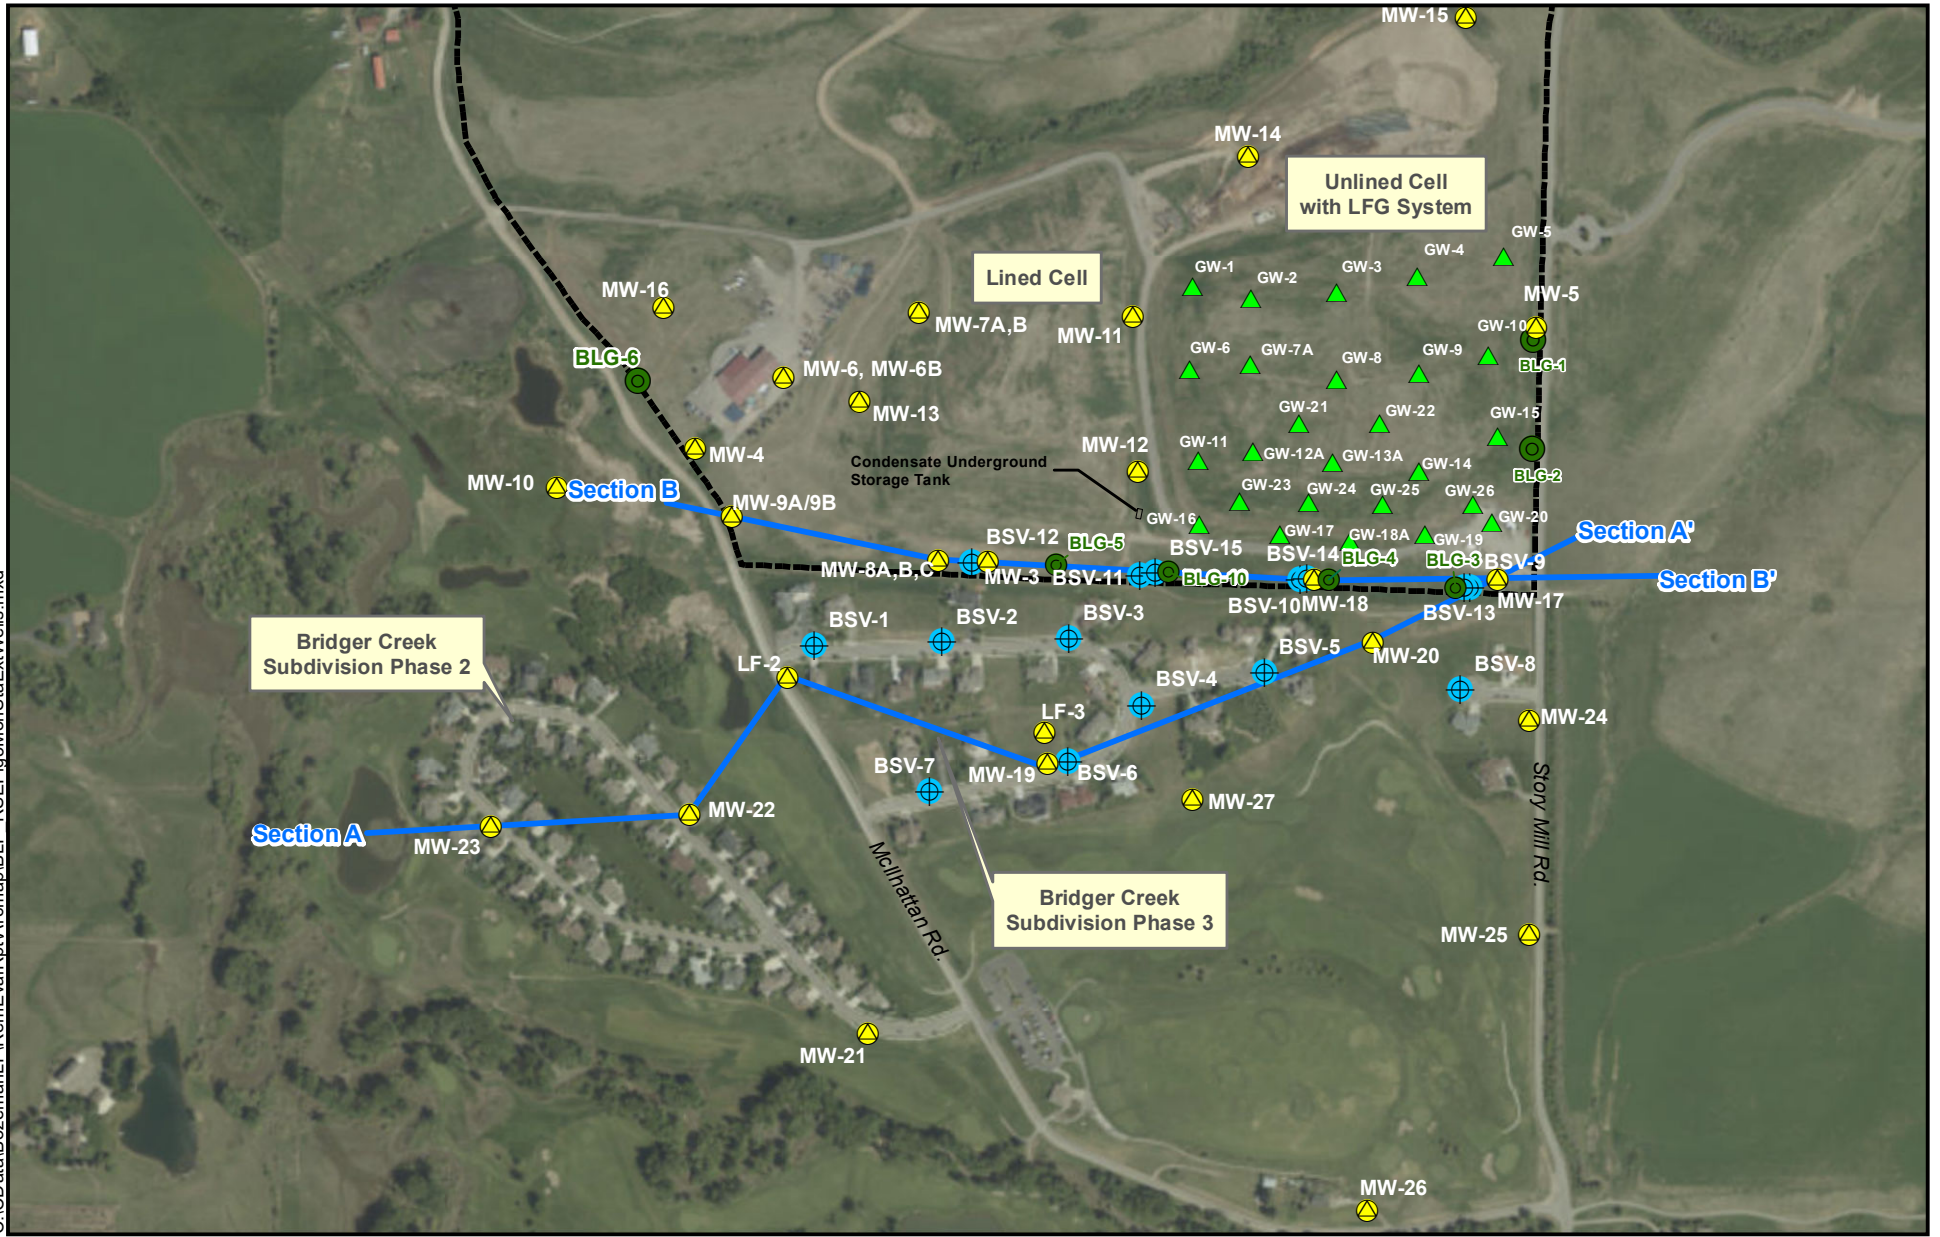 MW-15
MW-14
Unlined Cell
with LFG System
GW-5
GW-4
Lined Cell
GW-1
GW-2
GW-3
MW-16
MW-5
MW-7A,B
MW-11
GW-10
BLG-6
BLG-1
MW-6, MW-6B
GW-6
GW-7A
GW-8
GW-9
MW-13
GW-21
GW-22
GW-15
MW-4
MW-12
GW-11
GW-12A
GW-13A
GW-14
BLG-2
Condensate Underground
Storage Tank
MW-10
Section B
MW-9A/9B
GW-23
GW-24
GW-25
GW-26
GW-16
GW-17
GW-18A
GW-19
GW-20
Section A'
BSV-12
BLG-5
BSV-15
BSV-14
BLG-4
BLG-3
BSV-9
MW-8A,B,C
MW-3
BSV-11
BLG-10
Section B'
BSV-10
MW-18
BSV-13
MW-17
BSV-1
BSV-2
BSV-3
BSV-5
MW-20
BSV-8
Bridger Creek
Subdivision Phase 2
LF-2
BSV-4
LF-3
MW-24
BSV-7
MW-19
BSV-6
MW-27
MW-22
Section A
MW-23
McIlhattan Rd.
Story Mill Rd.
Bridger Creek
Subdivision Phase 3
MW-25
MW-21
MW-26